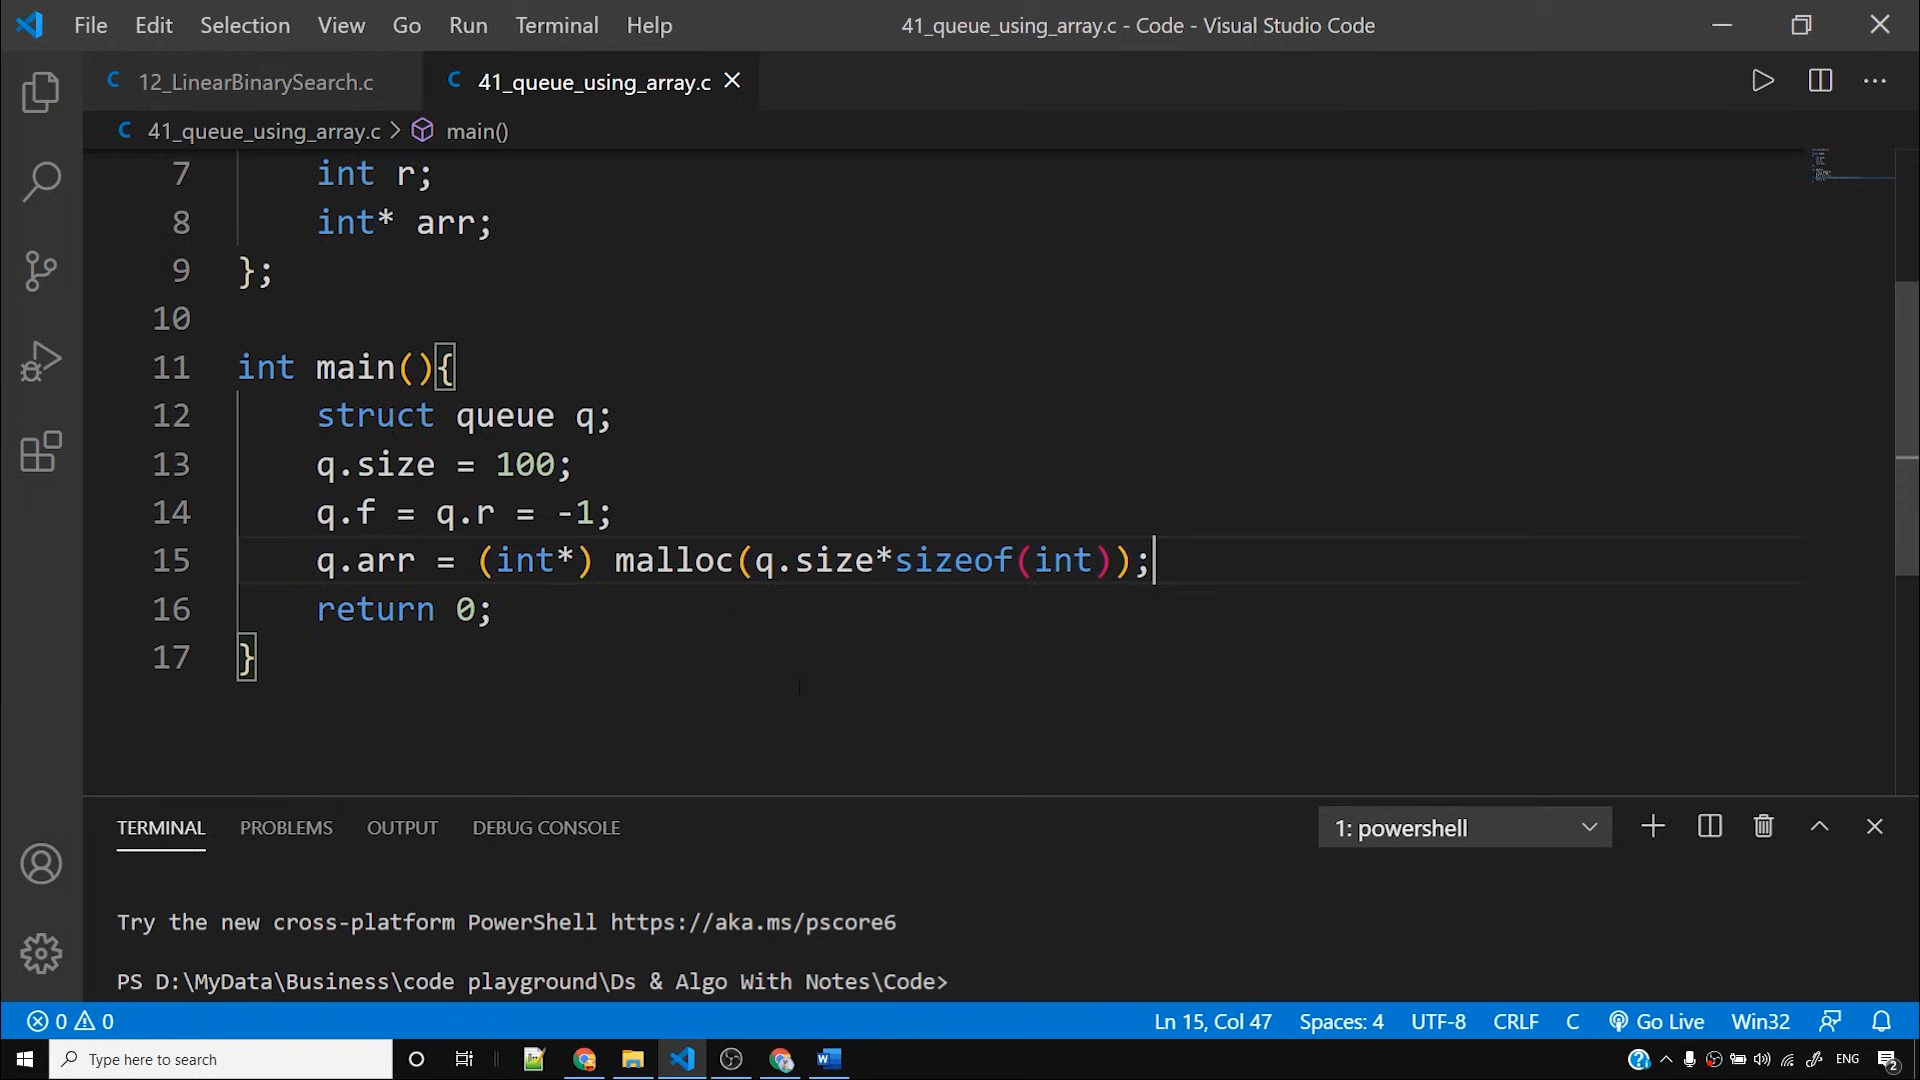 File Edit Selection View Go Run Terminal Help 41_queue_using_array.c - Code - Visual Studio Code
C 12_LinearBinarySearch.c C 41_queue_using_array.c
C 41_queue_using_array.c > main()
7 int r;
8 int* arr;
9 };
10
11 int main(){
12 struct queue q;
13 q.size = 100;
14 q.f = q.r = -1;
15 q.arr = (int*) malloc(q.size*sizeof(int));
16 return 0;
17 }
TERMINAL PROBLEMS OUTPUT DEBUG CONSOLE 1: powershell
Try the new cross-platform PowerShell https://aka.ms/pscore6
PS D:\MyData\Business\code playground\Ds & Algo With Notes\Code>
0 0 Ln 15, Col 47 Spaces: 4 UTF-8 CRLF C Go Live Win32
Type here to search ENG 2